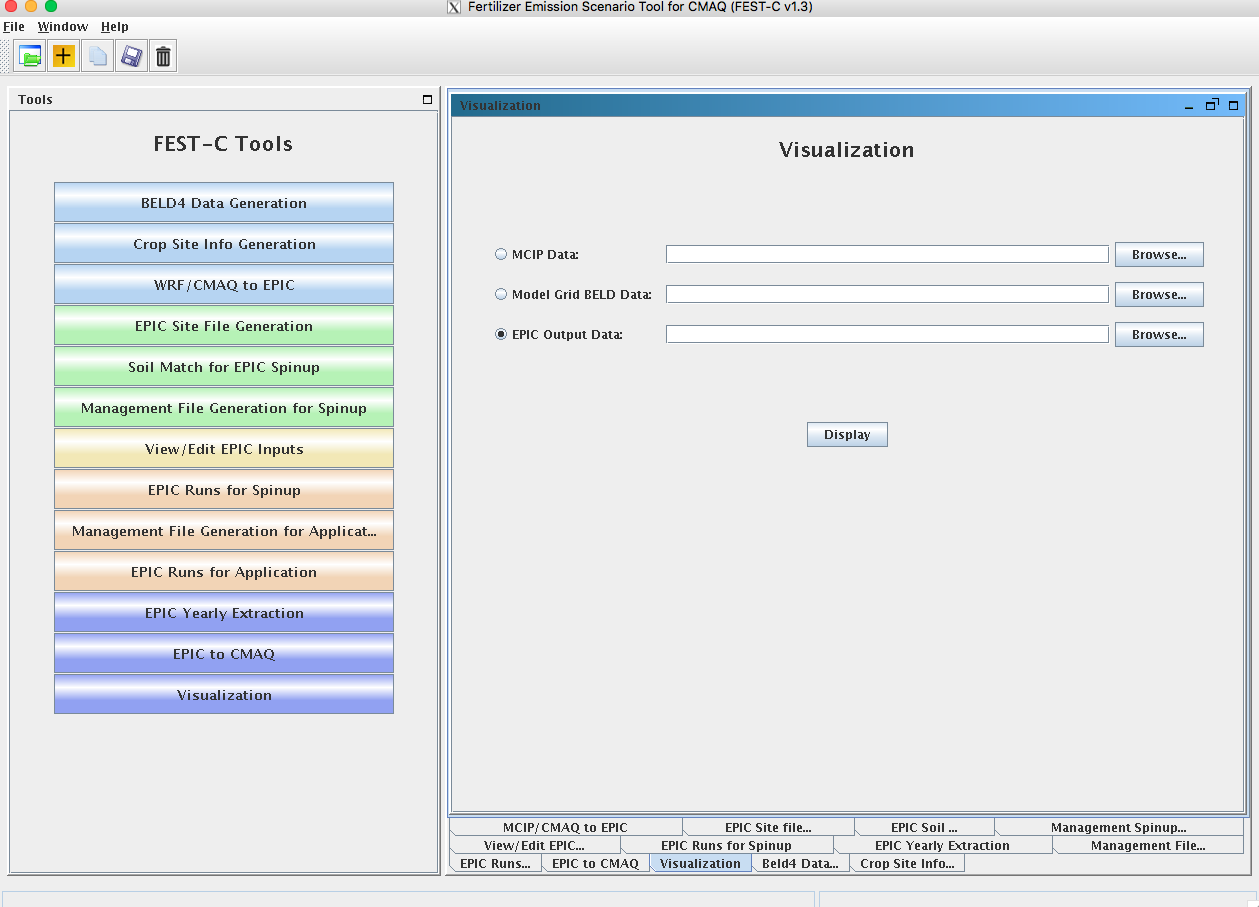 Fertilizer Emission Scenario Tool for CMAQ (FEST-C v1.3)
File Window Help
Tools
FEST-C Tools
BELD4 Data Generation
Crop Site Info Generation
WRF/CMAQ to EPIC
EPIC Site File Generation
Soil Match for EPIC Spinup
Management File Generation for Spinup
View/Edit EPIC Inputs
EPIC Runs for Spinup
Management File Generation for Applicat...
EPIC Runs for Application
EPIC Yearly Extraction
EPIC to CMAQ
Visualization
Visualization
Visualization
MCIP Data: Browse...
Model Grid BELD Data: Browse...
EPIC Output Data: Browse...
Display
MCIP/CMAQ to EPIC EPIC Site file... EPIC Soil ... Management Spinup...
View/Edit EPIC... EPIC Runs for Spinup EPIC Yearly Extraction Management File...
EPIC Runs... EPIC to CMAQ Visualization Beld4 Data... Crop Site Info...